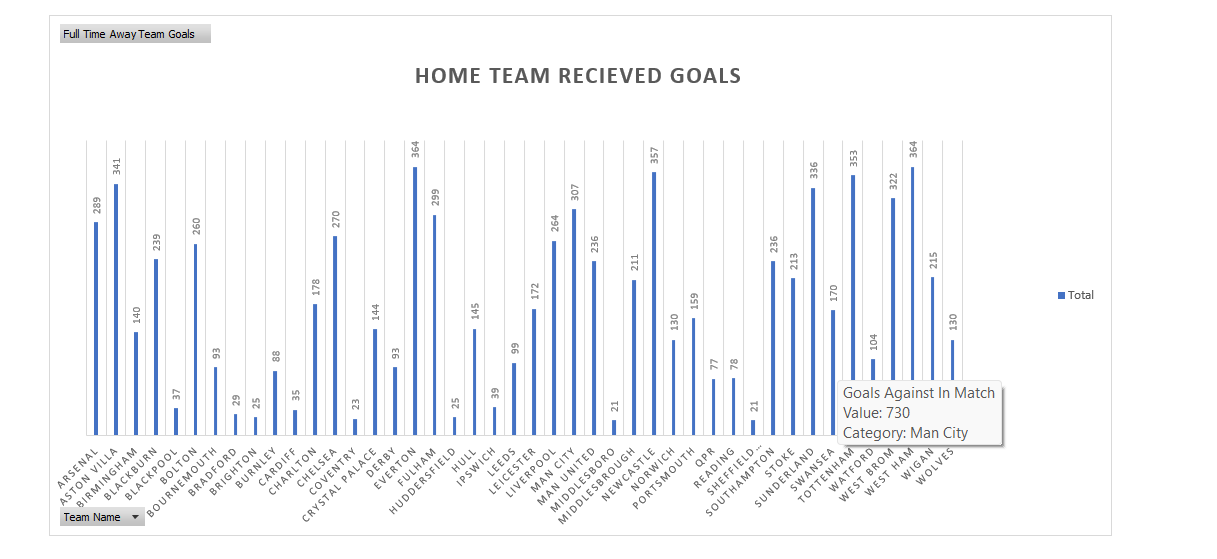 Full Time Away Team Goals
HOME TEAM RECIEVED GOALS
289
341
140
239
37
260
93
29
25
88
35
178
270
23
144
93
364
299
25
145
39
99
172
264
307
236
21
211
357
130
159
77
78
21
236
213
336
170
353
104
322
364
215
130
Total
Goals Against In Match
Value: 730
Category: Man City
ARSENAL
ASTON VILLA
BIRMINGHAM
BLACKBURN
BLACKPOOL
BOLTON
BOURNEMOUTH
BRADFORD
BRIGHTON
BURNLEY
CARDIFF
CHARLTON
CHELSEA
COVENTRY
CRYSTAL PALACE
DERBY
EVERTON
FULHAM
HUDDERSFIELD
HULL
IPSWICH
LEEDS
LEICESTER
LIVERPOOL
MAN CITY
MAN UNITED
MIDDLESBORO
MIDDLESBROUGH
NEWCASTLE
NORWICH
PORTSMOUTH
QPR
READING
SHEFFIELD...
SOUTHAMPTON
STOKE
SUNDERLAND
SWANSEA
TOTTENHAM
WATFORD
WEST BROM
WEST HAM
WIGAN
WOLVES
Team Name